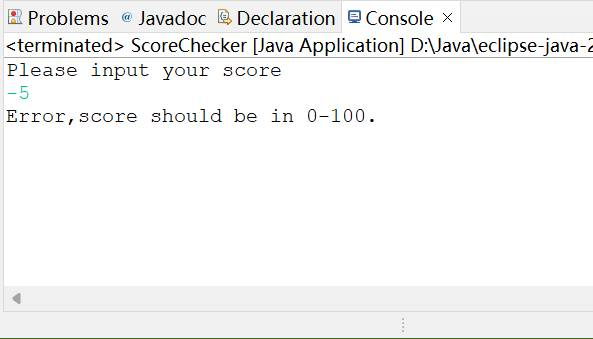 Problems @ Javadoc Declaration Console
<terminated> ScoreChecker [Java Application] D:\Java\eclipse-java-2
Please input your score
-5
Error,score should be in 0-100.